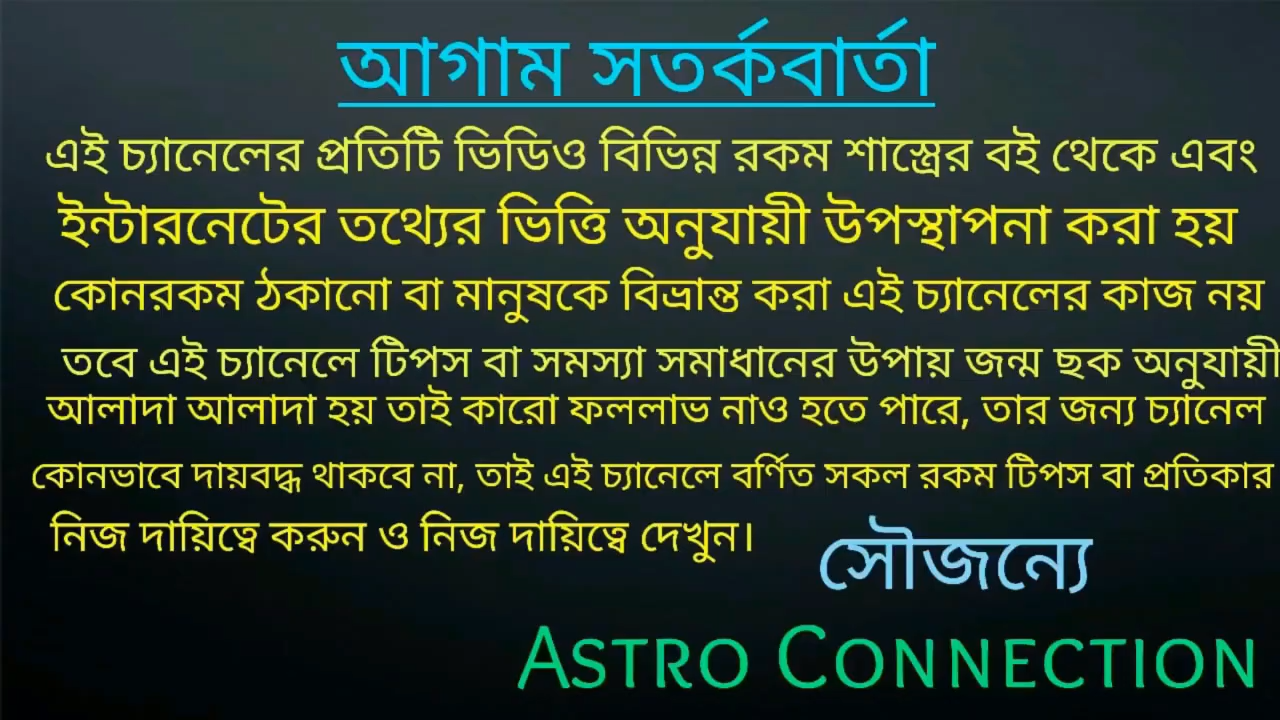 আগাম সতর্কবার্তা
এই চ্যানেলের প্রতিটি ভিডিও বিভিন্ন রকম শাস্ত্রের বই থেকে এবং
ইন্টারনেটের তথ্যের ভিত্তি অনুযায়ী উপস্থাপনা করা হয়
কোনরকম ঠকানো বা মানুষকে বিভ্রান্ত করা এই চ্যানেলের কাজ নয়
তবে এই চ্যানেলে টিপস বা সমস্যা সমাধানের উপায় জন্ম ছক অনুযায়ী
আলাদা আলাদা হয় তাই কারো ফললাভ নাও হতে পারে, তার জন্য চ্যানেল
কোনভাবে দায়বদ্ধ থাকবে না, তাই এই চ্যানেলে বর্ণিত সকল রকম টিপস বা প্রতিকার
নিজ দায়িত্বে করুন ও নিজ দায়িত্বে দেখুন।
সৌজন্যে
ASTRO CONNECTION